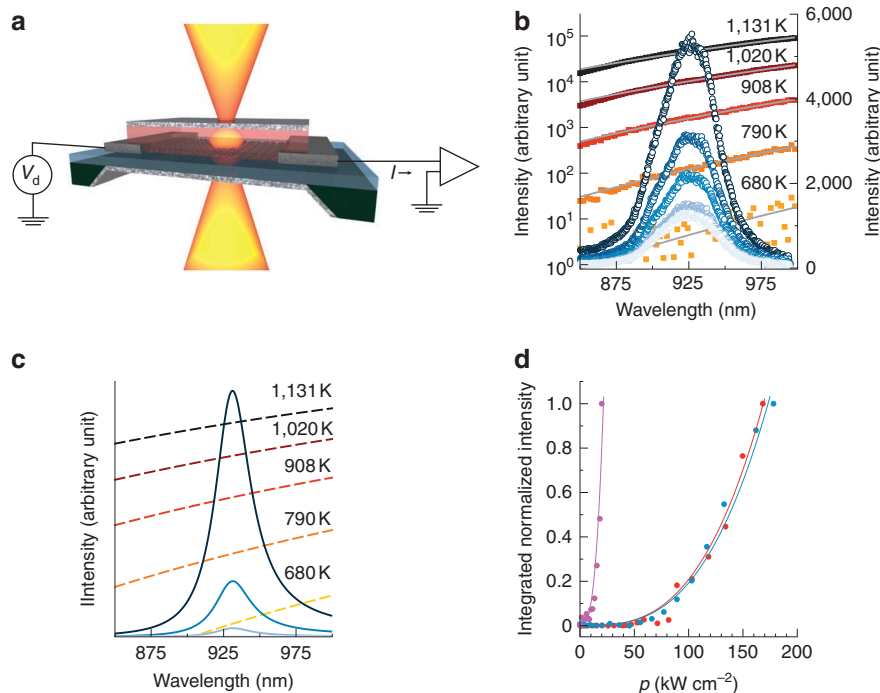 a
V_d
I→
b
Intensity (arbitrary unit)
10^5
10^4
10^3
10^2
10^1
10^0
1,131 K
1,020 K
908 K
790 K
680 K
6,000
4,000
2,000
0
Intensity (arbitrary unit)
875 925 975
Wavelength (nm)
c
IIntensity (arbitrary unit)
1,131 K
1,020 K
908 K
790 K
680 K
875 925 975
Wavelength (nm)
d
Integrated normalized intensity
1.0
0.8
0.6
0.4
0.2
0
0 50 100 150 200
p (kW cm⁻²)